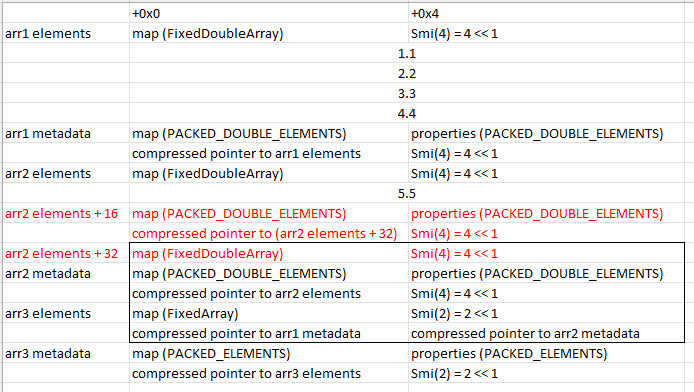 +0x0 +0x4
arr1 elements map (FixedDoubleArray) Smi(4) = 4 << 1
1.1
2.2
3.3
4.4
arr1 metadata map (PACKED_DOUBLE_ELEMENTS) properties (PACKED_DOUBLE_ELEMENTS)
compressed pointer to arr1 elements Smi(4) = 4 << 1
arr2 elements map (FixedDoubleArray) Smi(4) = 4 << 1
5.5
arr2 elements + 16 map (PACKED_DOUBLE_ELEMENTS) properties (PACKED_DOUBLE_ELEMENTS)
compressed pointer to (arr2 elements + 32) Smi(4) = 4 << 1
arr2 elements + 32 map (FixedDoubleArray) Smi(4) = 4 << 1
arr2 metadata map (PACKED_DOUBLE_ELEMENTS) properties (PACKED_DOUBLE_ELEMENTS)
compressed pointer to arr2 elements Smi(4) = 4 << 1
arr3 elements map (FixedArray) Smi(2) = 2 << 1
compressed pointer to arr1 metadata compressed pointer to arr2 metadata
arr3 metadata map (PACKED_ELEMENTS) properties (PACKED_ELEMENTS)
compressed pointer to arr3 elements Smi(2) = 2 << 1